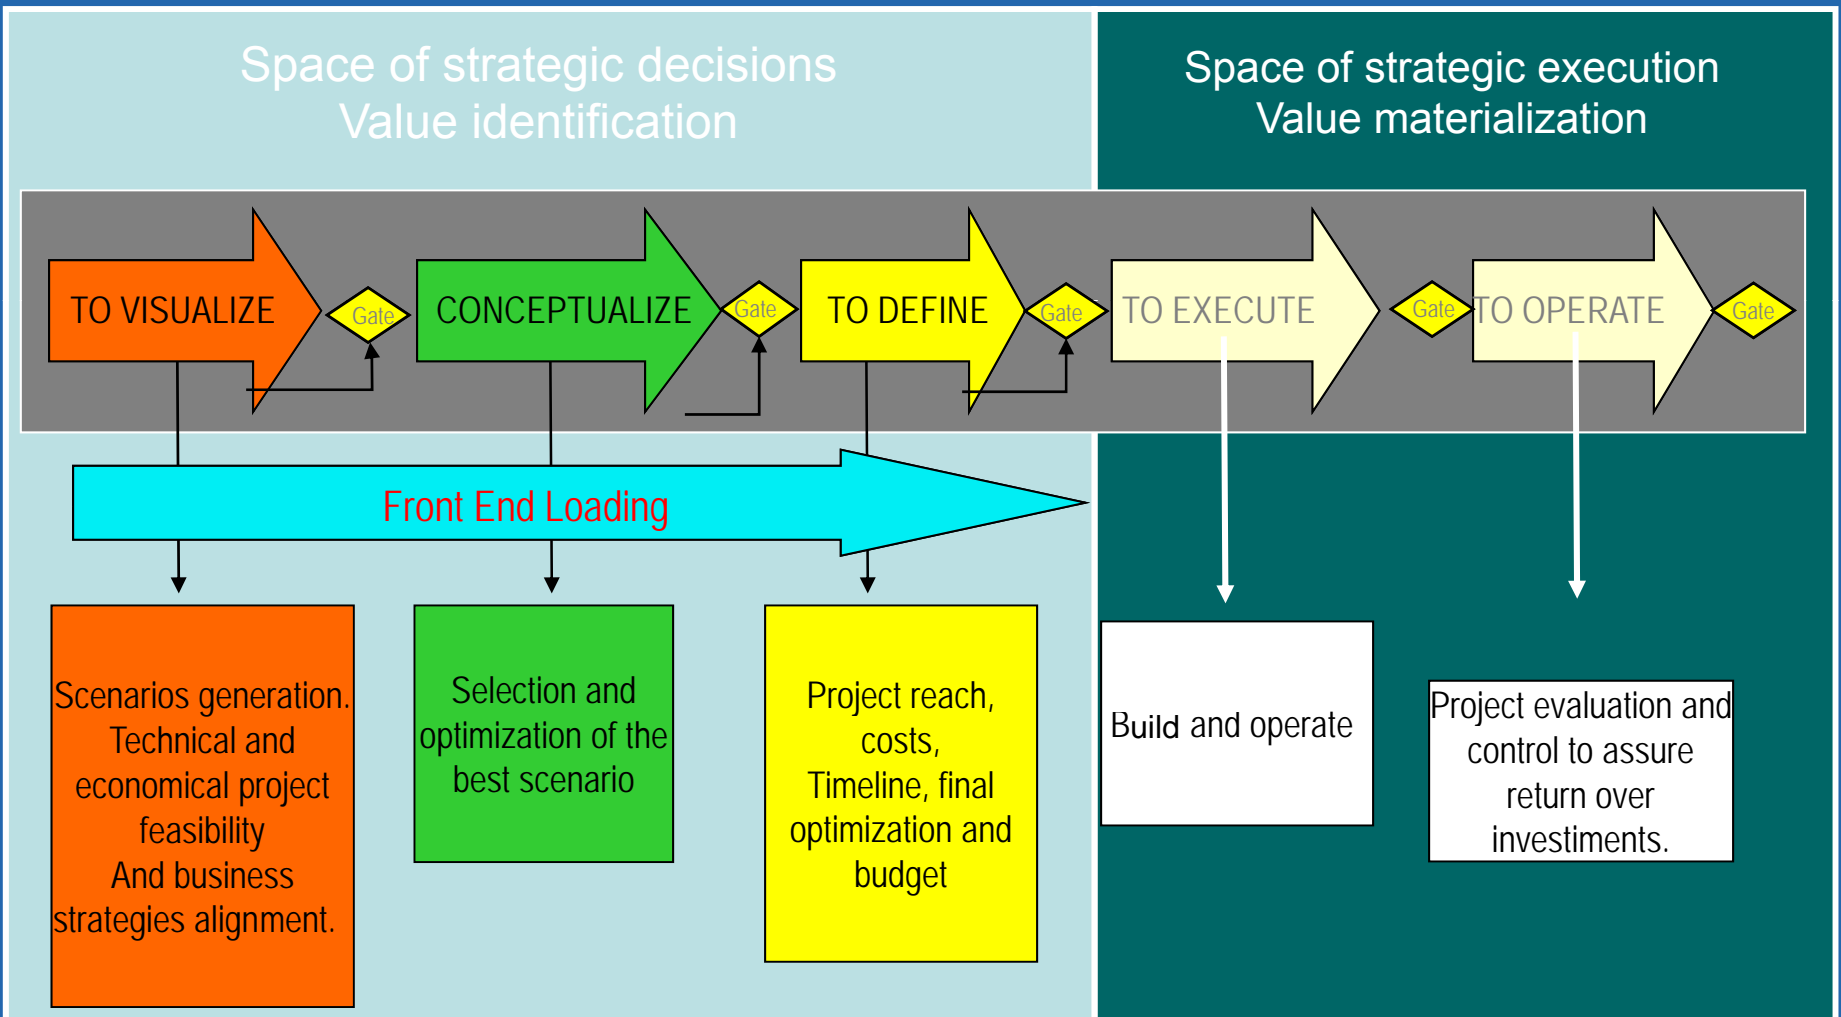 Space of strategic decisions
Value identification
Space of strategic execution
Value materialization
TO VISUALIZE
Gate
CONCEPTUALIZE
Gate
TO DEFINE
Gate
TO EXECUTE
Gate
TO OPERATE
Gate
Front End Loading
Scenarios generation.
Technical and
economical project
feasibility
And business
strategies alignment.
Selection and
optimization of the
best scenario
Project reach,
costs,
Timeline, final
optimization and
budget
Build and operate
Project evaluation and
control to assure
return over
investiments.